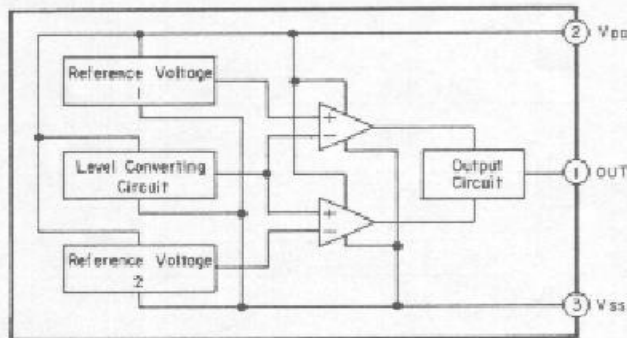 ② VDD
Reference Voltage
1
+
−
Level Converting
Circuit
Output
Circuit
① OUT
+
−
Reference Voltage
2
③ VSS